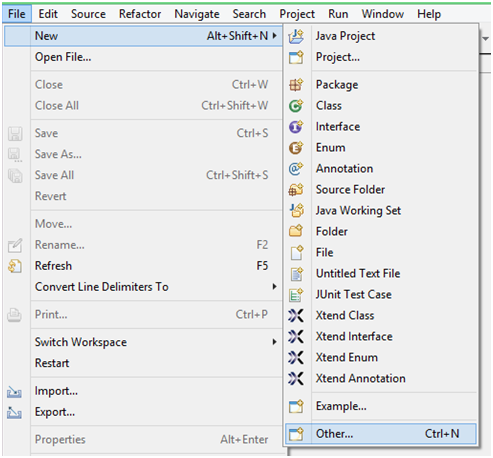 File Edit Source Refactor Navigate Search Project Run Window Help
New Alt+Shift+N
Open File...
Close Ctrl+W
Close All Ctrl+Shift+W
Save Ctrl+S
Save As...
Save All Ctrl+Shift+S
Revert
Move...
Rename... F2
Refresh F5
Convert Line Delimiters To
Print... Ctrl+P
Switch Workspace
Restart
Import...
Export...
Properties Alt+Enter
Java Project
Project...
Package
Class
Interface
Enum
Annotation
Source Folder
Java Working Set
Folder
File
Untitled Text File
JUnit Test Case
Xtend Class
Xtend Interface
Xtend Enum
Xtend Annotation
Example...
Other... Ctrl+N